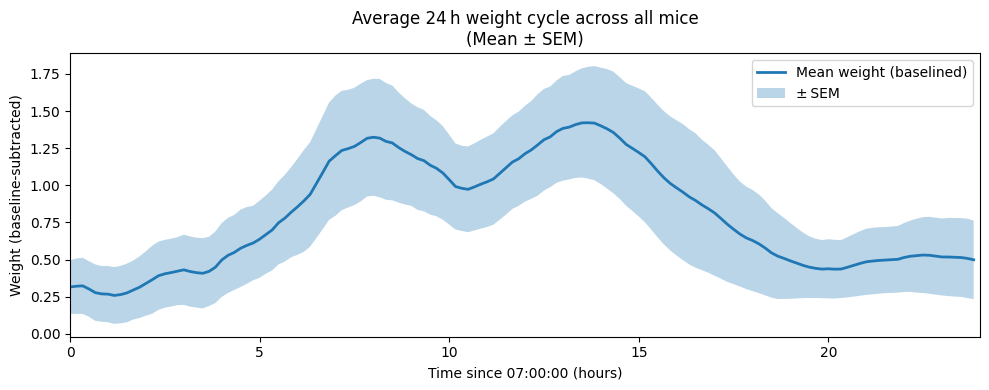 Average 24 h weight cycle across all mice
(Mean ± SEM)
Weight (baseline-subtracted)
1.75
1.50
1.25
1.00
0.75
0.50
0.25
0.00
Mean weight (baselined)
± SEM
0
5
10
15
20
Time since 07:00:00 (hours)